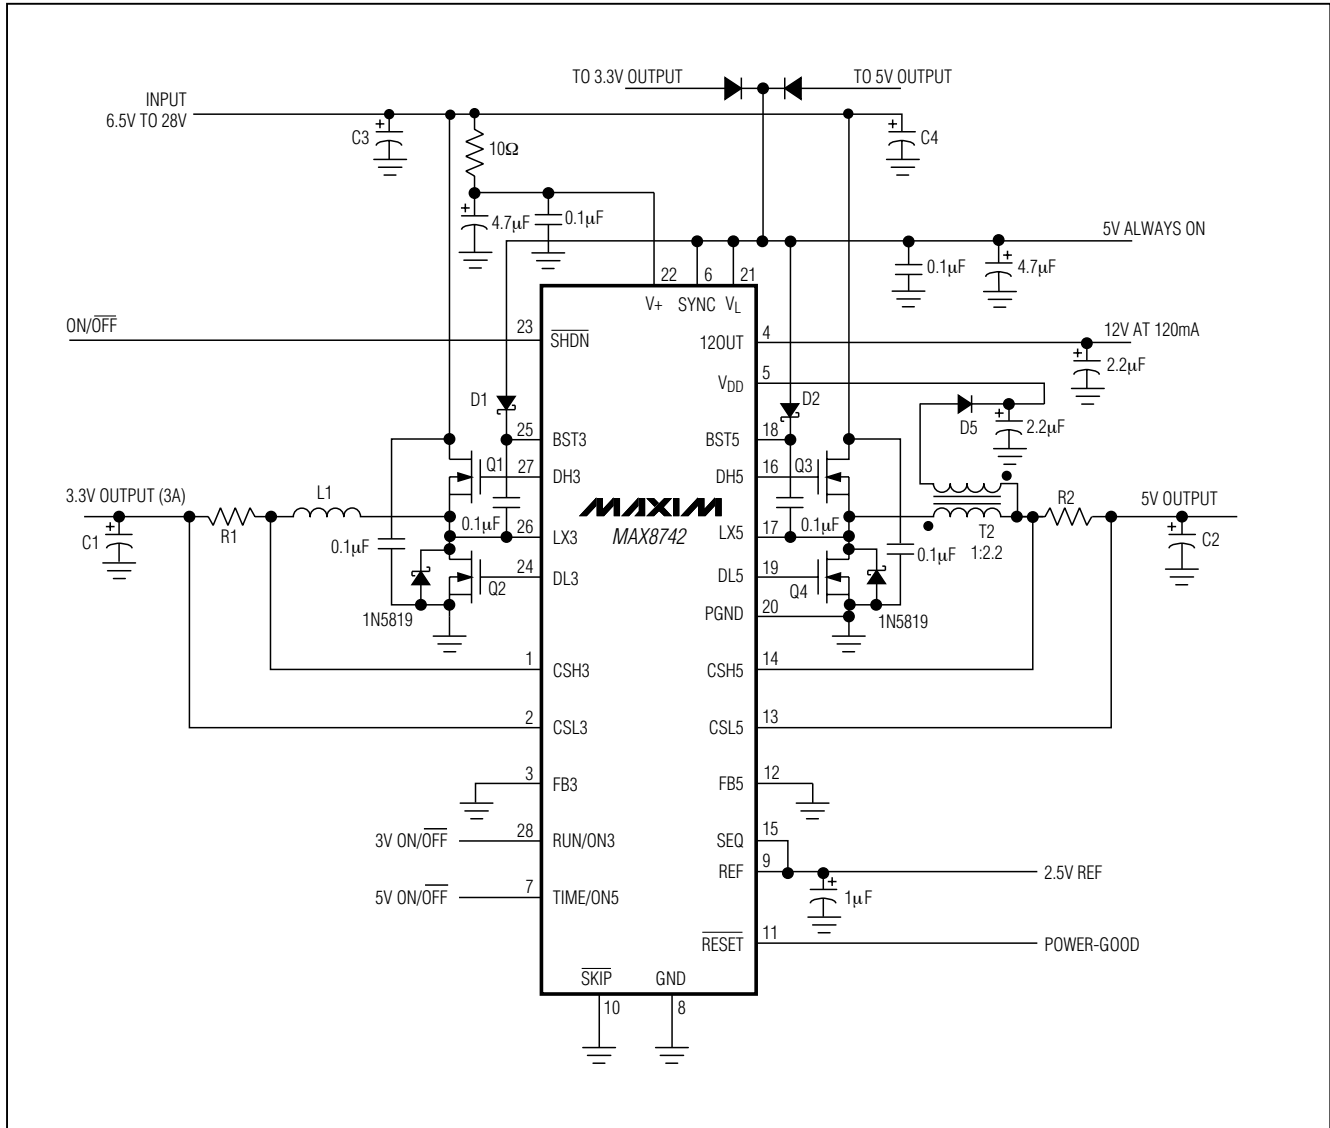 TO 3.3V OUTPUT
TO 5V OUTPUT
INPUT
6.5V TO 28V
C3
10Ω
C4
4.7μF
0.1μF
5V ALWAYS ON
0.1μF
4.7μF
22
6
21
V+
SYNC
VL
ON/OFF
23
SHDN
4
12OUT
12V AT 120mA
2.2μF
5
VDD
D1
D2
D5
2.2μF
25
BST3
BST5
18
Q1
27
DH3
DH5
16
Q3
3.3V OUTPUT (3A)
L1
R2
5V OUTPUT
MAXIM
MAX8742
C1
R1
0.1μF
0.1μF
26
LX3
LX5
17
0.1μF
0.1μF
T2
1:2.2
C2
Q2
24
DL3
DL5
19
Q4
1N5819
PGND
20
1N5819
1
CSH3
CSH5
14
2
CSL3
CSL5
13
3
FB3
FB5
12
3V ON/OFF
28
RUN/ON3
SEQ
15
REF
9
2.5V REF
1μF
5V ON/OFF
7
TIME/ON5
RESET
11
POWER-GOOD
SKIP
GND
10
8